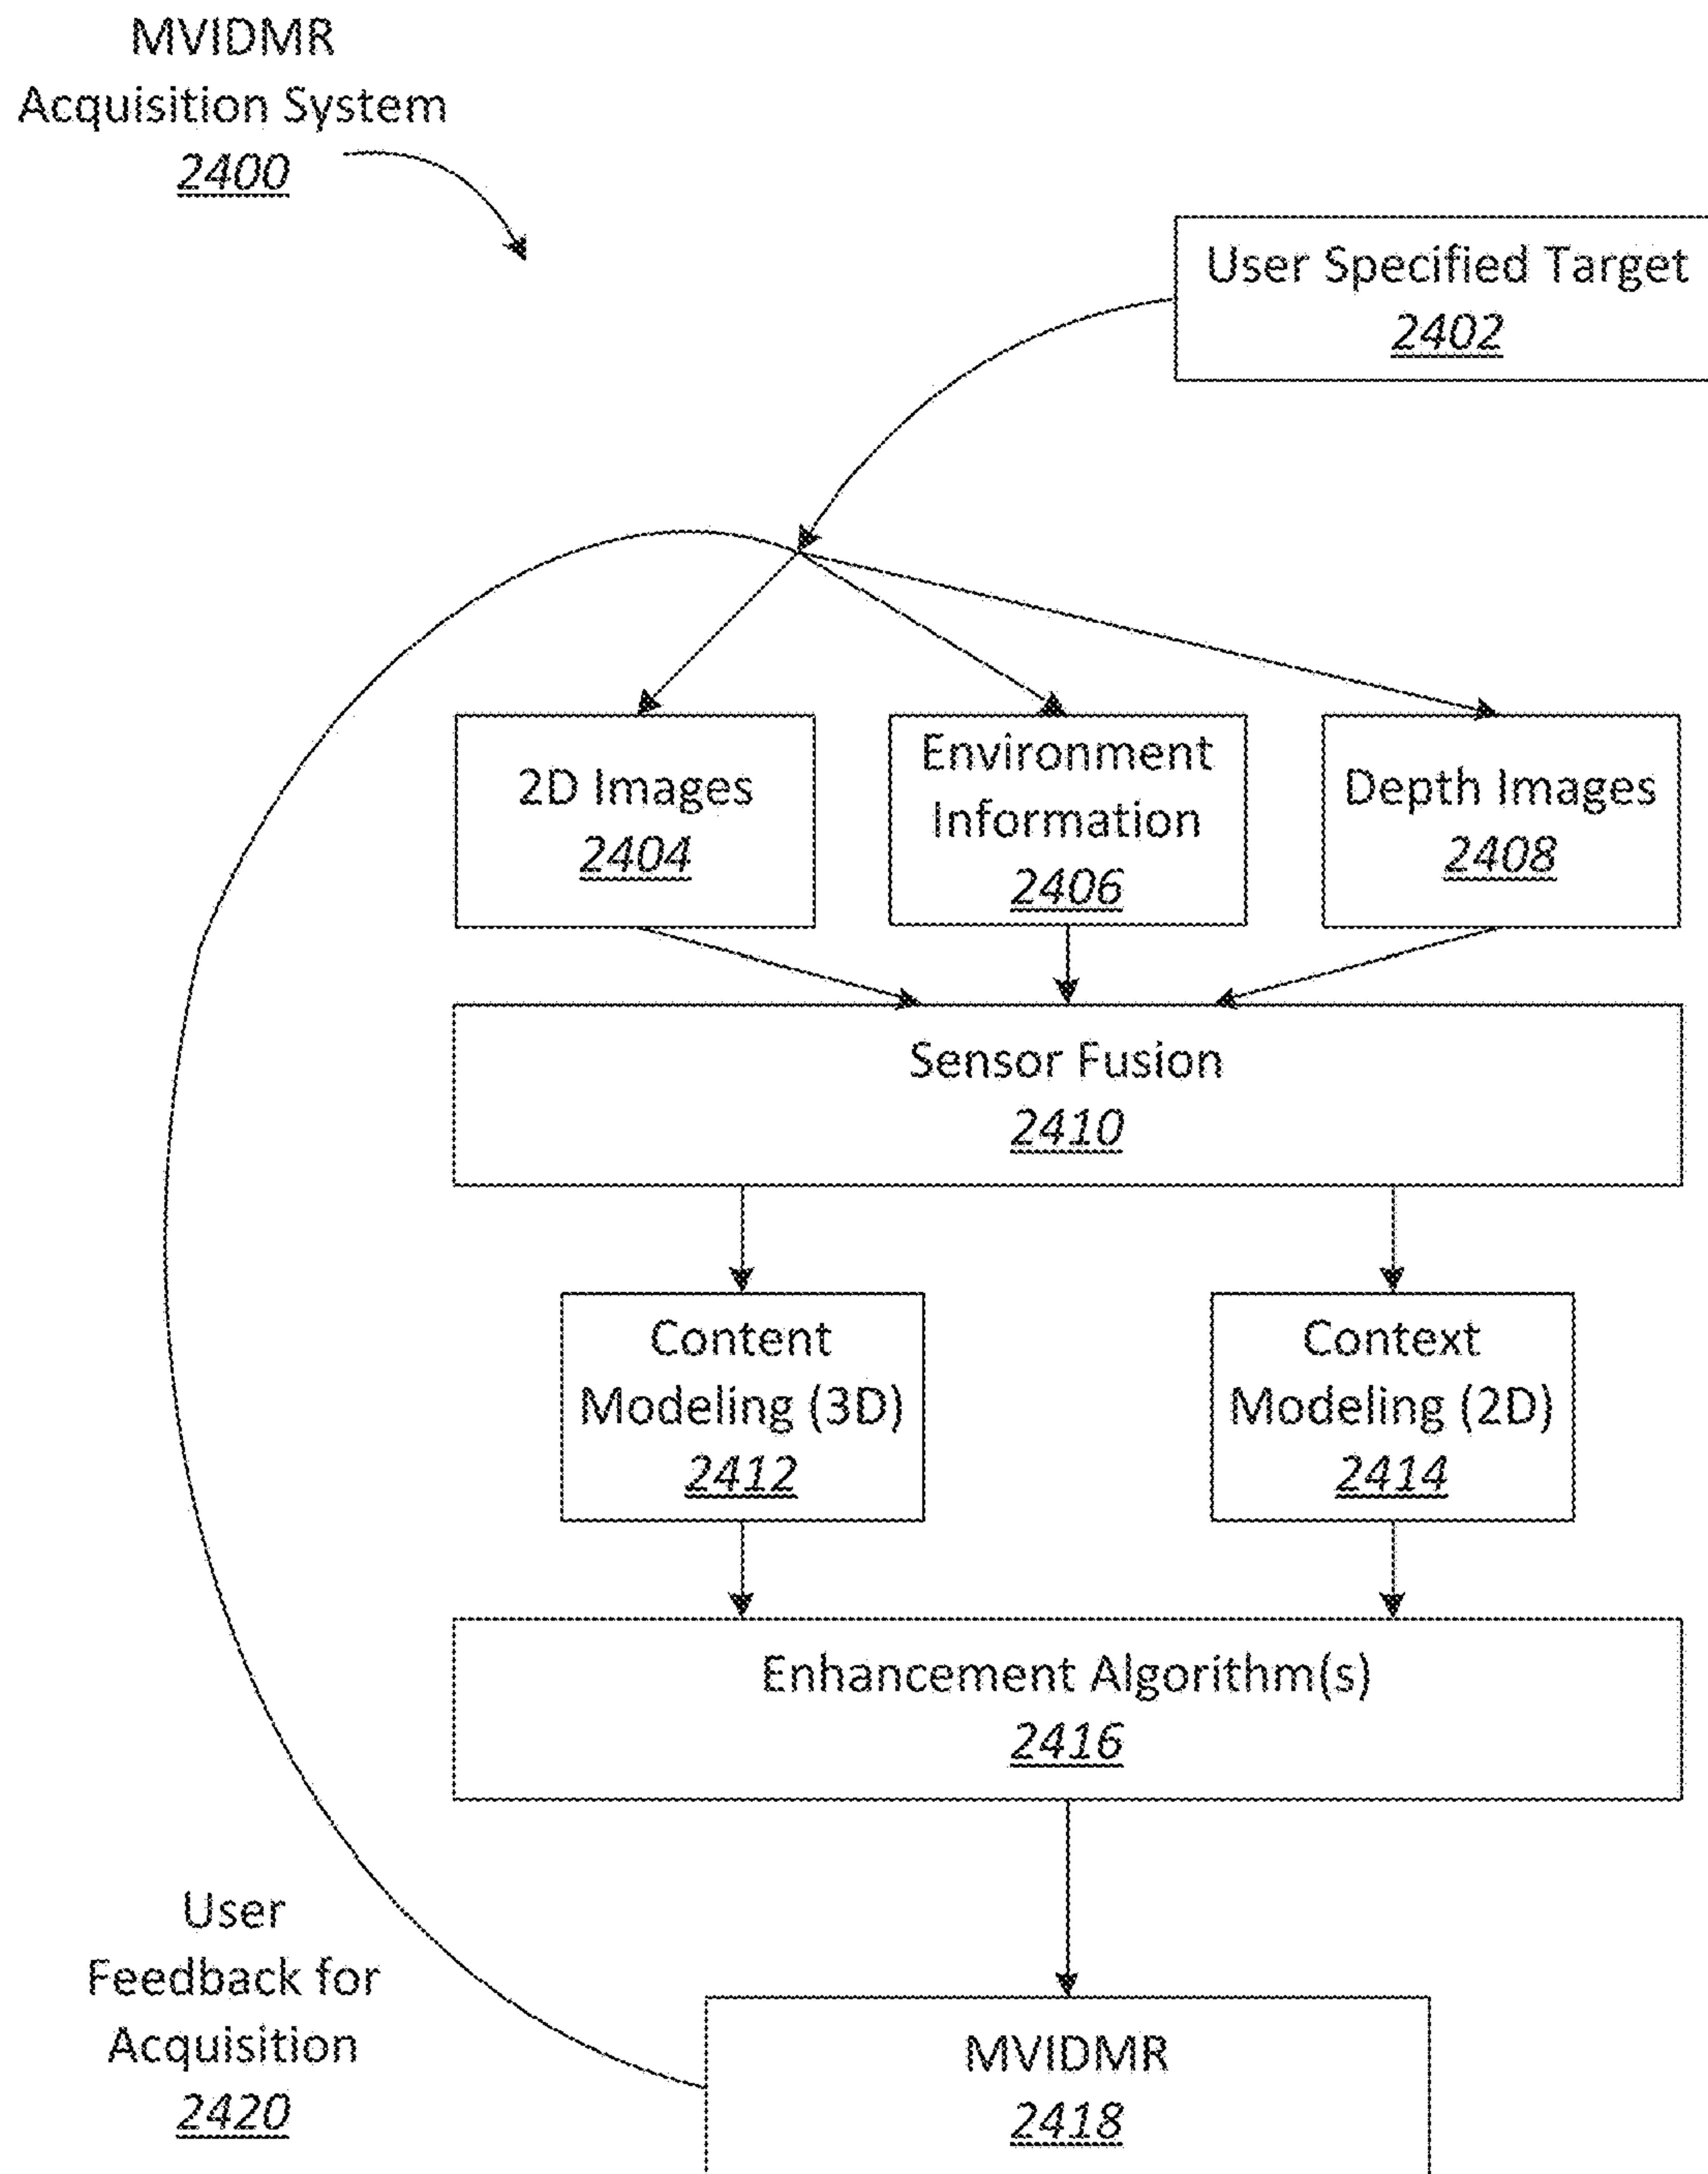 MVIDMR
Acquisition System
2400
User Specified Target
2402
2D Images
2404
Environment
Information
2406
Depth Images
2408
Sensor Fusion
2410
Content
Modeling (3D)
2412
Context
Modeling (2D)
2414
Enhancement Algorithm(s)
2416
User
Feedback for
Acquisition
2420
MVIDMR
2418